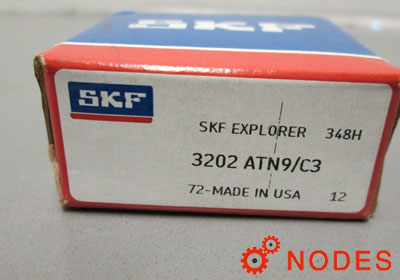 SKF
SKF
SKF EXPLORER 348H
3202 ATN9/C3
72-MADE IN USA 12
NODES